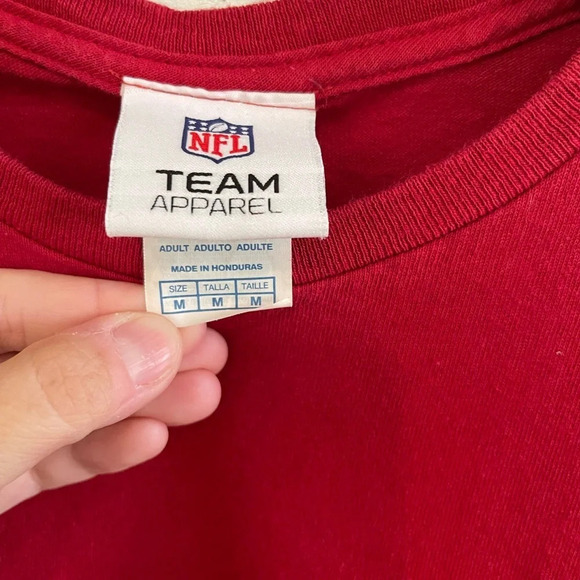 NFL
TEAM
APPAREL
ADULT ADULTO ADULTE
MADE IN HONDURAS
SIZE TALLA TAILLE
M M M